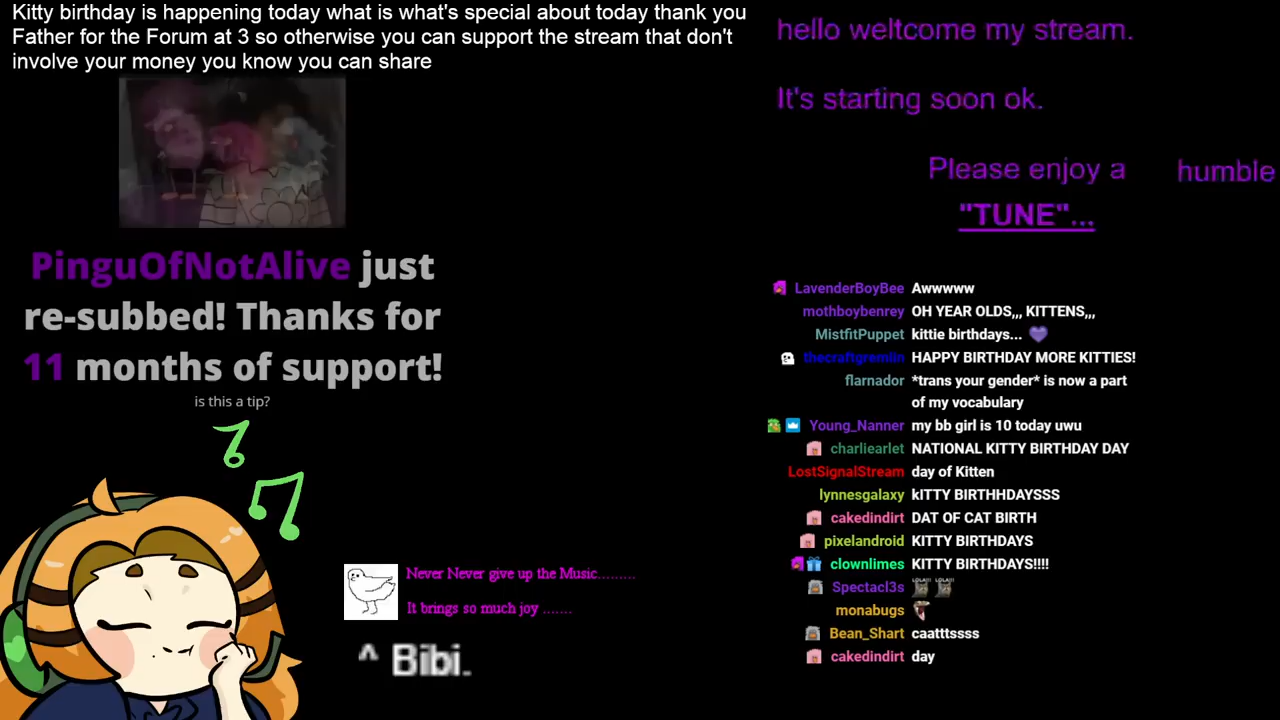 Kitty birthday is happening today what is what's special about today thank you
Father for the Forum at 3 so otherwise you can support the stream that don't
involve your money you know you can share
hello weltcome my stream.
It's starting soon ok.
Please enjoy a humble
"TUNE"...
PinguOfNotAlive just
re-subbed! Thanks for
11 months of support!
is this a tip?
LavenderBoyBee Awwwww
mothboybenrey OH YEAR OLDS,,, KITTENS,,,
MistfitPuppet kittie birthdays...
thecraftgremlin HAPPY BIRTHDAY MORE KITTIES!
flarnador *trans your gender* is now a part
of my vocabulary
Young_Nanner my bb girl is 10 today uwu
charliearlet NATIONAL KITTY BIRTHDAY DAY
LostSignalStream day of Kitten
lynnesgalaxy kITTY BIRTHHDAYSSS
cakedindirt DAT OF CAT BIRTH
pixelandroid KITTY BIRTHDAYS
clownlimes KITTY BIRTHDAYS!!!!
Spectacl3s
monabugs
Bean_Shart caatttssss
cakedindirt day
Never Never give up the Music.........
It brings so much joy .......
^ Bibi.